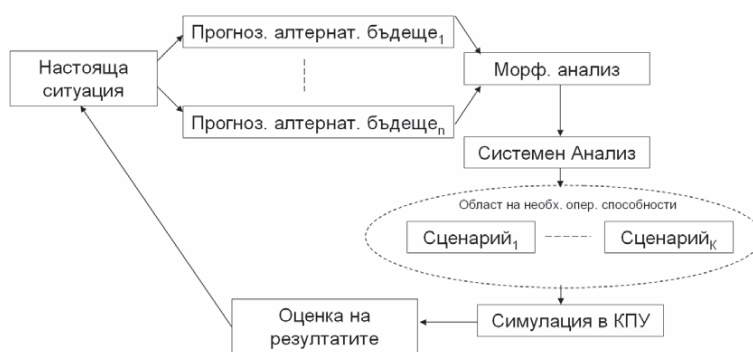 Прогноз. алтернат. бъдеще1
Настояща
ситуация
Морф. анализ
Прогноз. алтернат. бъдещеn
Системен Анализ
Област на необх. опер. способности
Сценарий1
СценарийK
Симулация в КПУ
Оценка на
резултатите